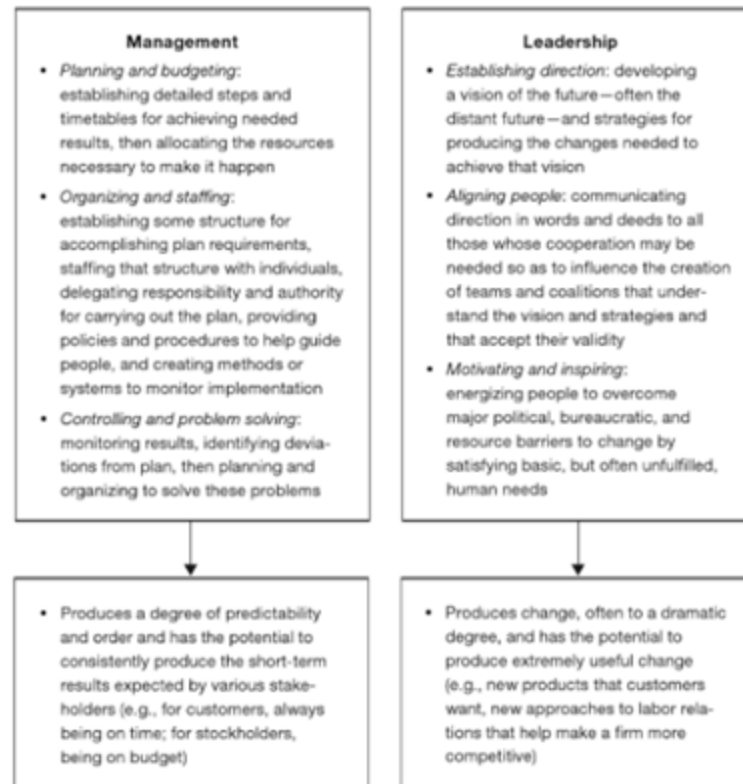 Management
• Planning and budgeting:
establishing detailed steps and
timetables for achieving needed
results, then allocating the resources
necessary to make it happen
• Organizing and staffing:
establishing some structure for
accomplishing plan requirements,
staffing that structure with individuals,
delegating responsibility and authority
for carrying out the plan, providing
policies and procedures to help guide
people, and creating methods or
systems to monitor implementation
• Controlling and problem solving:
monitoring results, identifying devia-
tions from plan, then planning and
organizing to solve these problems
Leadership
• Establishing direction: developing
a vision of the future—often the
distant future—and strategies for
producing the changes needed to
achieve that vision
• Aligning people: communicating
direction in words and deeds to all
those whose cooperation may be
needed so as to influence the creation
of teams and coalitions that under-
stand the vision and strategies and
that accept their validity
• Motivating and inspiring:
energizing people to overcome
major political, bureaucratic, and
resource barriers to change by
satisfying basic, but often unfulfilled,
human needs
• Produces a degree of predictability
and order and has the potential to
consistently produce the short-term
results expected by various stake-
holders (e.g., for customers, always
being on time; for stockholders,
being on budget)
• Produces change, often to a dramatic
degree, and has the potential to
produce extremely useful change
(e.g., new products that customers
want, new approaches to labor rela-
tions that help make a firm more
competitive)